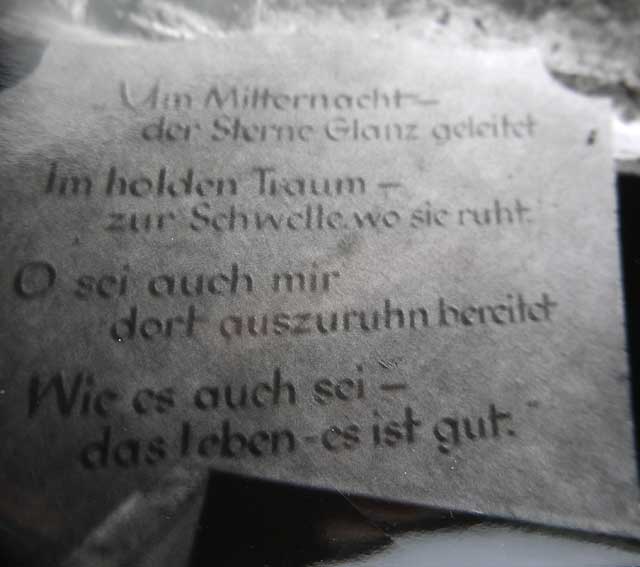 „Um Mitternacht –
der Sterne Glanz geleitet
Im holden Traum –
zur Schwelle, wo sie ruht.
O sei auch mir
dort auszuruhn bereitet
Wie es auch sei –
das Leben – es ist gut.“